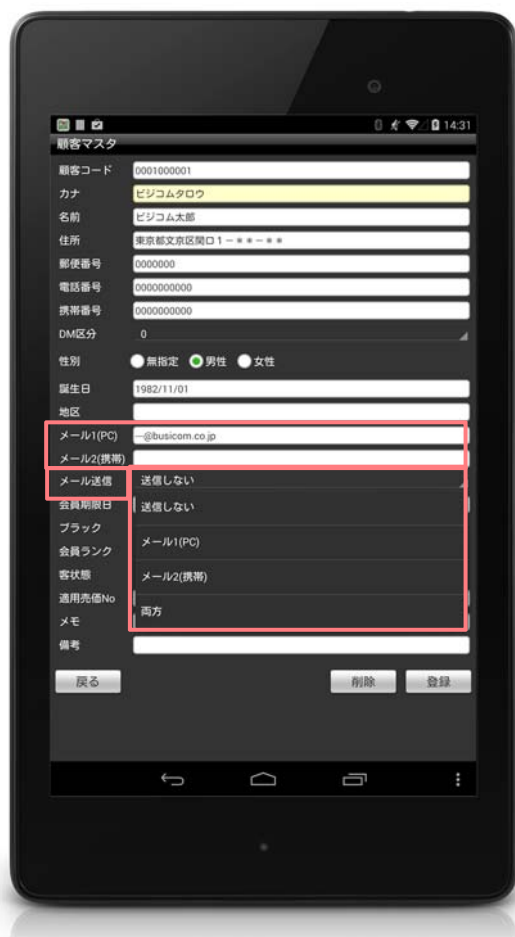 14:31
顧客マスタ
顧客コード 0001000001
カナ ビジコムタロウ
名前 ビジコム太郎
住所 東京都文京区関口1-**-**
郵便番号 0000000
電話番号 0000000000
携帯番号 0000000000
DM区分 0
性別 無指定 男性 女性
誕生日 1982/11/01
地区
メール1(PC) ---@busicom.co.jp
メール2(携帯)
メール送信 送信しない
会員期限日 送信しない
ブラック
会員ランク メール1(PC)
客状態 メール2(携帯)
適用売価No
メモ 両方
備考
戻る 削除 登録